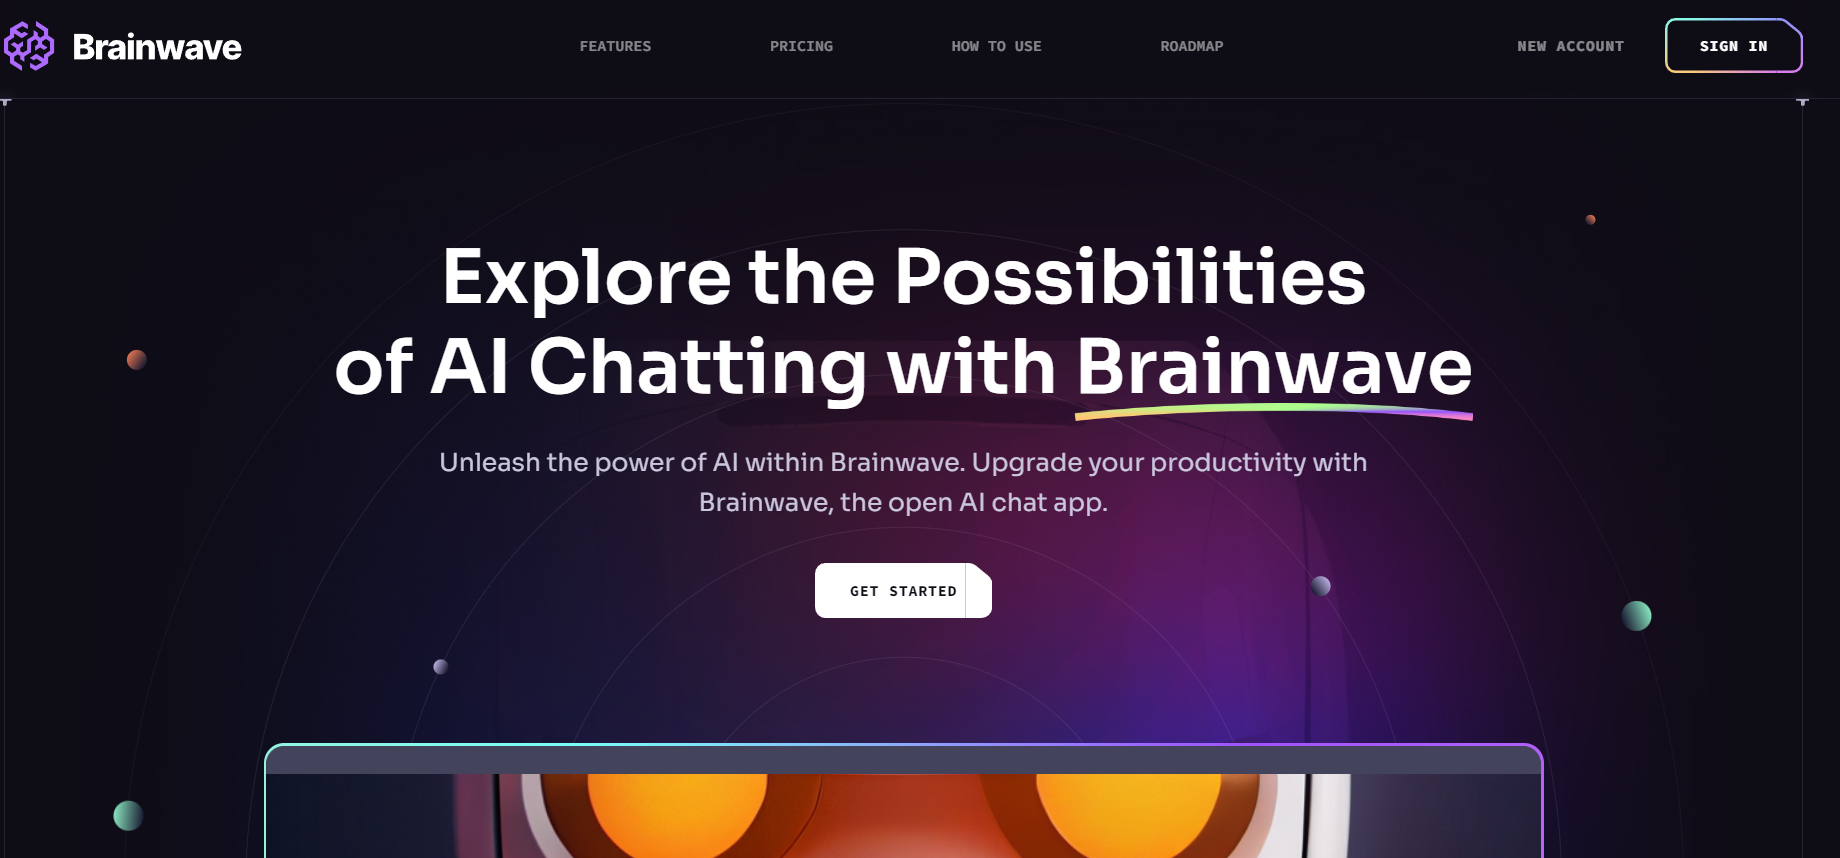 Brainwave
FEATURES
PRICING
HOW TO USE
ROADMAP
NEW ACCOUNT
SIGN IN
Explore the Possibilities
of AI Chatting with Brainwave
Unleash the power of AI within Brainwave. Upgrade your productivity with
Brainwave, the open AI chat app.
GET STARTED